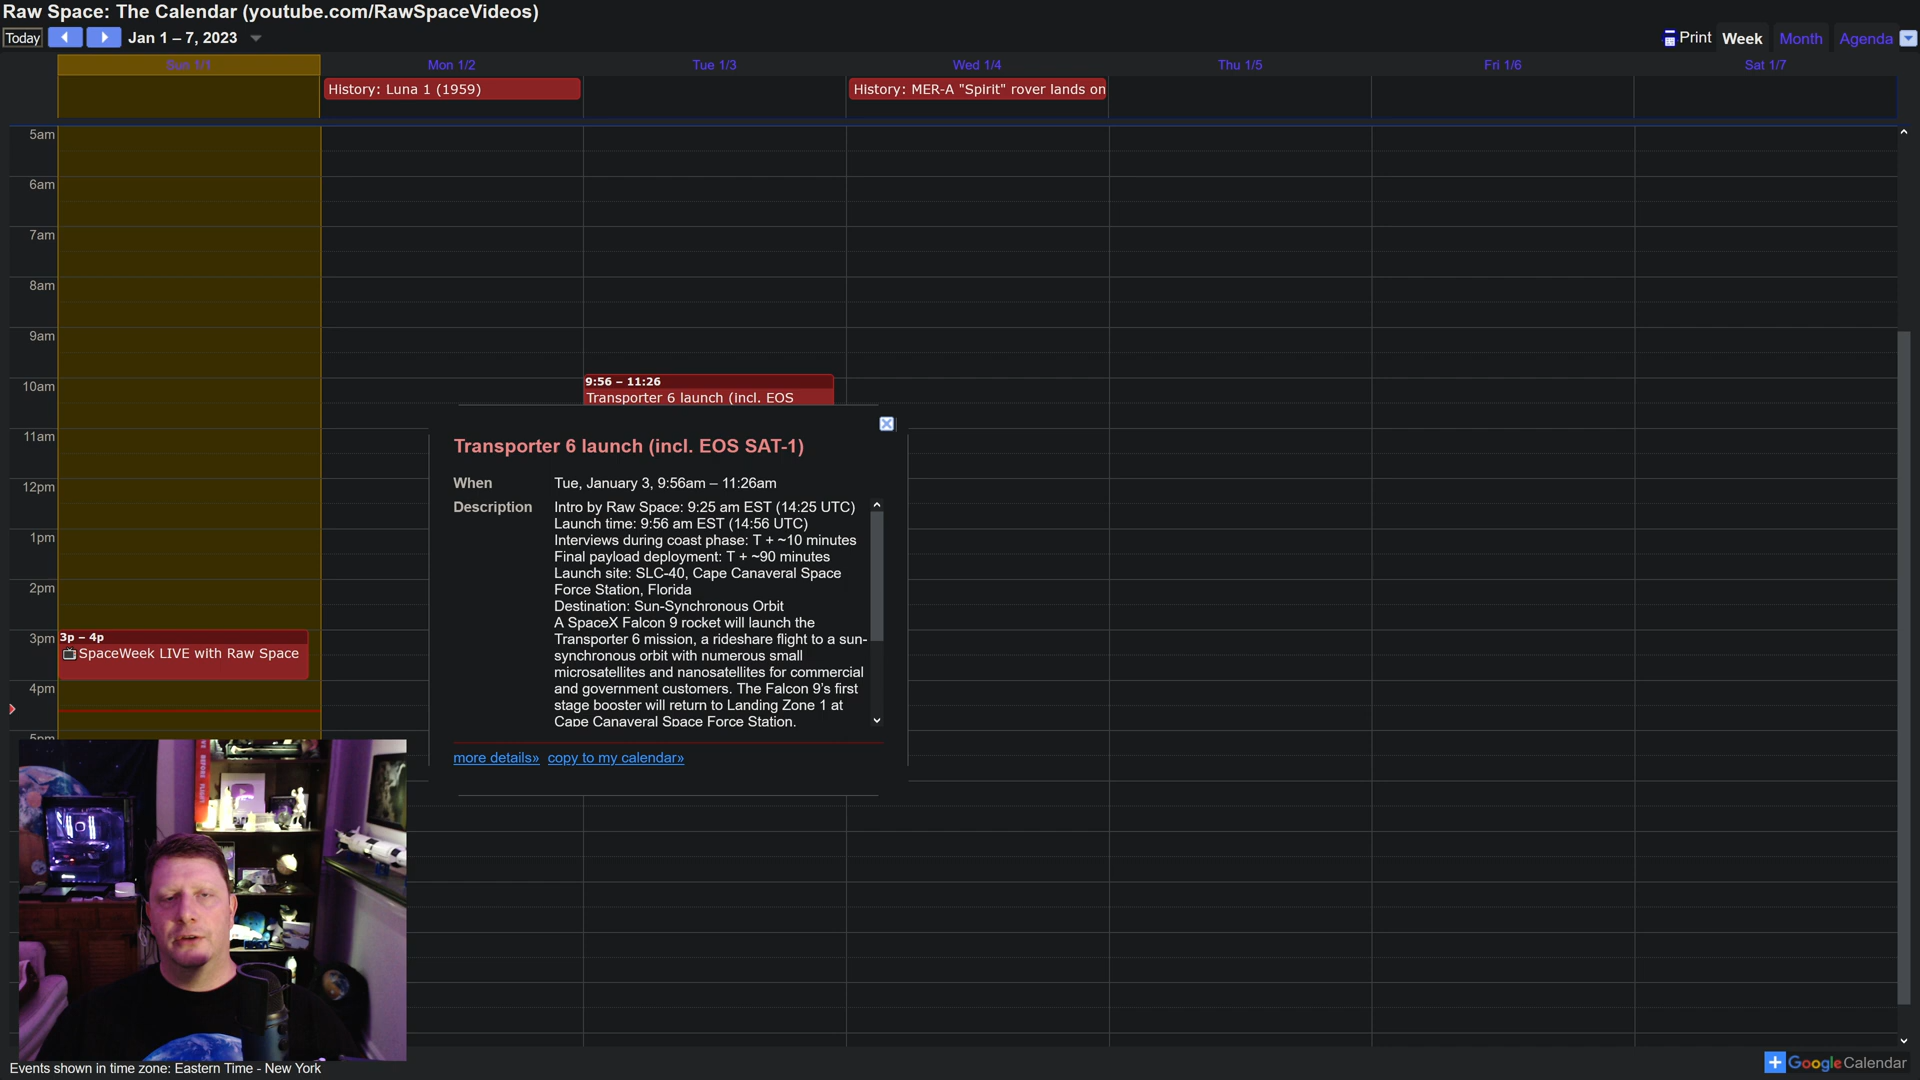 Raw Space: The Calendar (youtube.com/RawSpaceVideos)
Today
Jan 1 – 7, 2023
Print
Week
Month
Agenda
Sun 1/1
Mon 1/2
Tue 1/3
Wed 1/4
Thu 1/5
Fri 1/6
Sat 1/7
History: Luna 1 (1959)
History: MER-A "Spirit" rover lands on
5am
6am
7am
8am
9am
10am
11am
12pm
1pm
2pm
3pm
4pm
5pm
9:56 – 11:26
Transporter 6 launch (incl. EOS
3p – 4p
SpaceWeek LIVE with Raw Space
Transporter 6 launch (incl. EOS SAT-1)
When
Tue, January 3, 9:56am – 11:26am
Description
Intro by Raw Space: 9:25 am EST (14:25 UTC)
Launch time: 9:56 am EST (14:56 UTC)
Interviews during coast phase: T + ~10 minutes
Final payload deployment: T + ~90 minutes
Launch site: SLC-40, Cape Canaveral Space
Force Station, Florida
Destination: Sun-Synchronous Orbit
A SpaceX Falcon 9 rocket will launch the
Transporter 6 mission, a rideshare flight to a sun-
synchronous orbit with numerous small
microsatellites and nanosatellites for commercial
and government customers. The Falcon 9's first
stage booster will return to Landing Zone 1 at
Cape Canaveral Space Force Station.
more details»
copy to my calendar»
BEFORE
FLIGHT
Events shown in time zone: Eastern Time - New York
Google Calendar